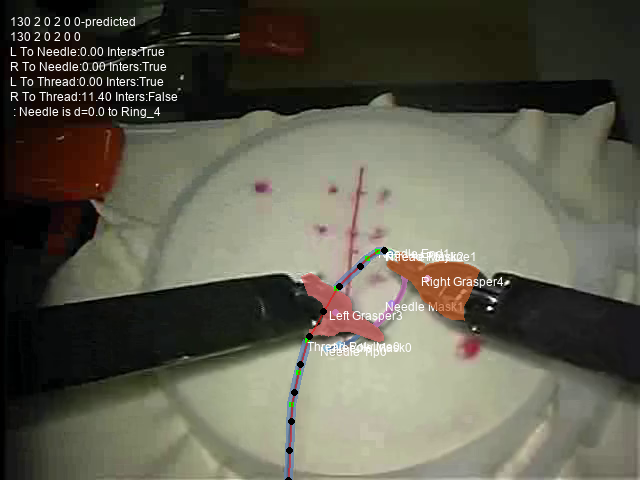 130 2 0 2 0 0-predicted
130 2 0 2 0 0
L To Needle:0.00 Inters:True
R To Needle:0.00 Inters:True
L To Thread:0.00 Inters:True
R To Thread:11.40 Inters:False
: Needle is d=0.0 to Ring_4
Right Grasper4
Needle Mask1
Left Grasper3